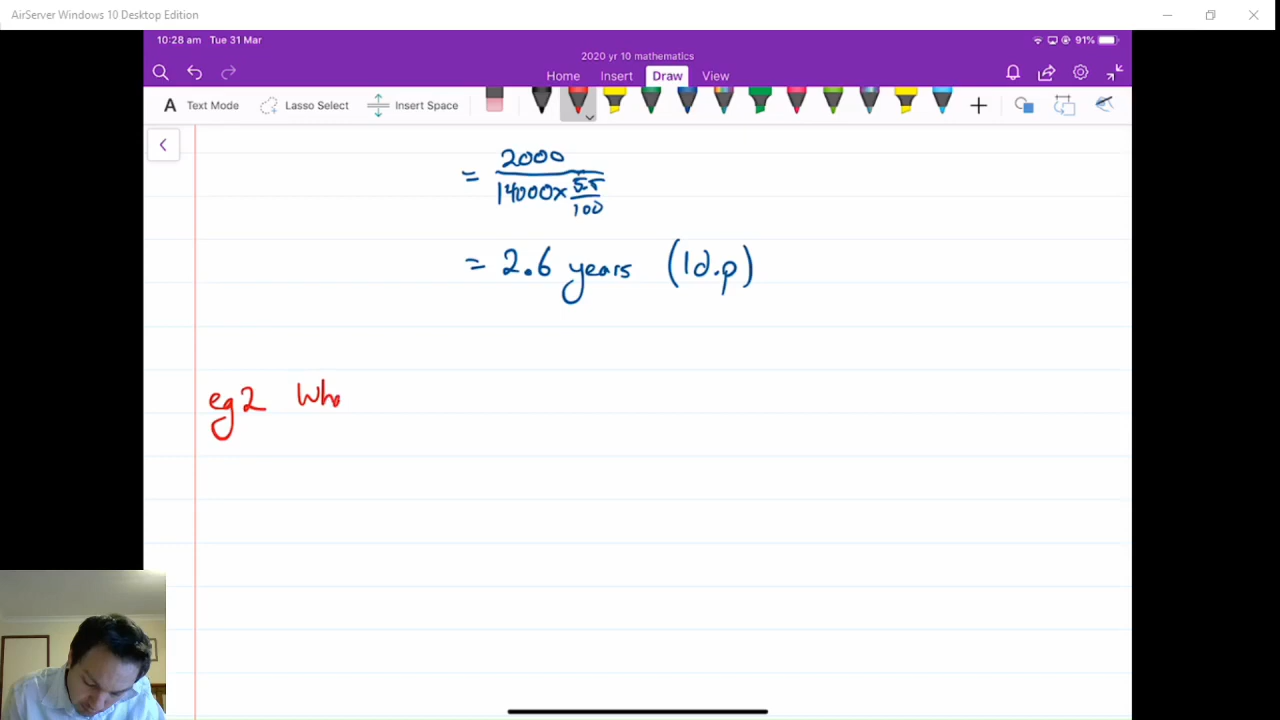 AirServer Windows 10 Desktop Edition
10:28 am Tue 31 Mar
91%
2020 yr 10 mathematics
Home Insert Draw View
A Text Mode Lasso Select Insert Space
= 2000
14000 × 5.5
100
= 2.6 years (1d.p)
eg2 Wha